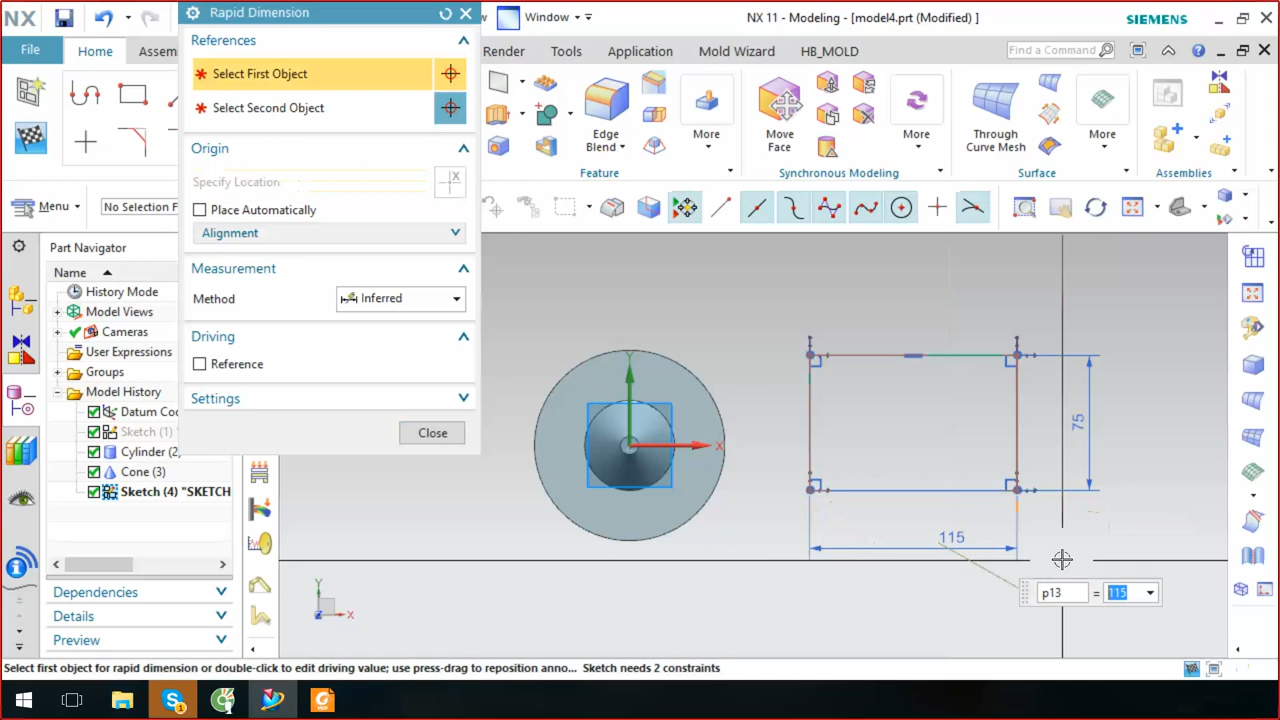 NX
Window
NX 11 - Modeling - [model4.prt (Modified) ]
SIEMENS
Rapid Dimension
File
Home
Assem
Render
Tools
Application
Mold Wizard
HB_MOLD
Find a Command
References
Select First Object
Select Second Object
Origin
Specify Location
Place Automatically
Alignment
Measurement
Method
Inferred
Driving
Reference
Settings
Close
Edge
Blend
More
Feature
Move
Face
More
Synchronous Modeling
Through
Curve Mesh
More
Surface
Assemblies
Menu
No Selection F
Part Navigator
Name
History Mode
Model Views
Cameras
User Expressions
Groups
Model History
Datum Coo
Sketch (1) "
Cylinder (2)
Cone (3)
Sketch (4) "SKETCH
Dependencies
Details
Preview
Y
X
75
115
p13 = 115
Y
X
Select first object for rapid dimension or double-click to edit driving value; use press-drag to reposition anno... Sketch needs 2 constraints